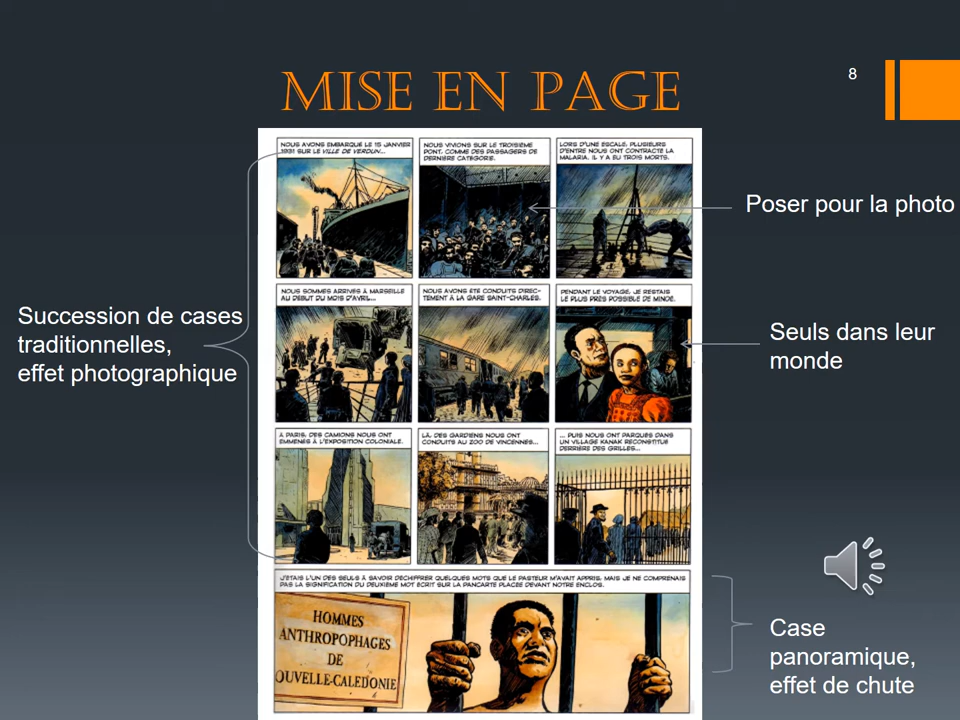 8
MISE EN PAGE
NOUS AVONS EMBARQUÉ LE 15 JANVIER
1931 SUR LE VILLE DE VERDUN...
NOUS VIVIONS SUR LE TROISIÈME
PONT, COMME DES PASSAGERS DE
DERNIÈRE CATÉGORIE.
LORS D'UNE ESCALE, PLUSIEURS
D'ENTRE NOUS ONT CONTRACTÉ LA
MALARIA. IL Y A EU TROIS MORTS.
Poser pour la photo
NOUS SOMMES ARRIVÉS À MARSEILLE
AU DÉBUT DU MOIS D'AVRIL...
NOUS AVONS ÉTÉ CONDUITS DIREC-
TEMENT À LA GARE SAINT-CHARLES.
PENDANT LE VOYAGE, JE RESTAIS
LE PLUS PRÈS POSSIBLE DE MINOÉ.
Succession de cases
traditionnelles,
effet photographique
Seuls dans leur
monde
À PARIS, DES CAMIONS NOUS ONT
EMMENÉS À L'EXPOSITION COLONIALE.
LÀ, DES GARDIENS NOUS ONT
CONDUITS AU ZOO DE VINCENNES...
... PUIS NOUS ONT PARQUÉS DANS
UN VILLAGE KANAK RECONSTITUÉ
DERRIÈRE DES GRILLES...
J'ÉTAIS L'UN DES SEULS À SAVOIR DÉCHIFFRER QUELQUES MOTS QUE LE PASTEUR M'AVAIT APPRIS, MAIS JE NE COMPRENAIS
PAS LA SIGNIFICATION DU DEUXIÈME MOT ÉCRIT SUR LA PANCARTE PLACÉE DEVANT NOTRE ENCLOS.
HOMMES
ANTHROPOPHAGES
DE
OUVELLE-CALÉDONIE
Case
panoramique,
effet de chute